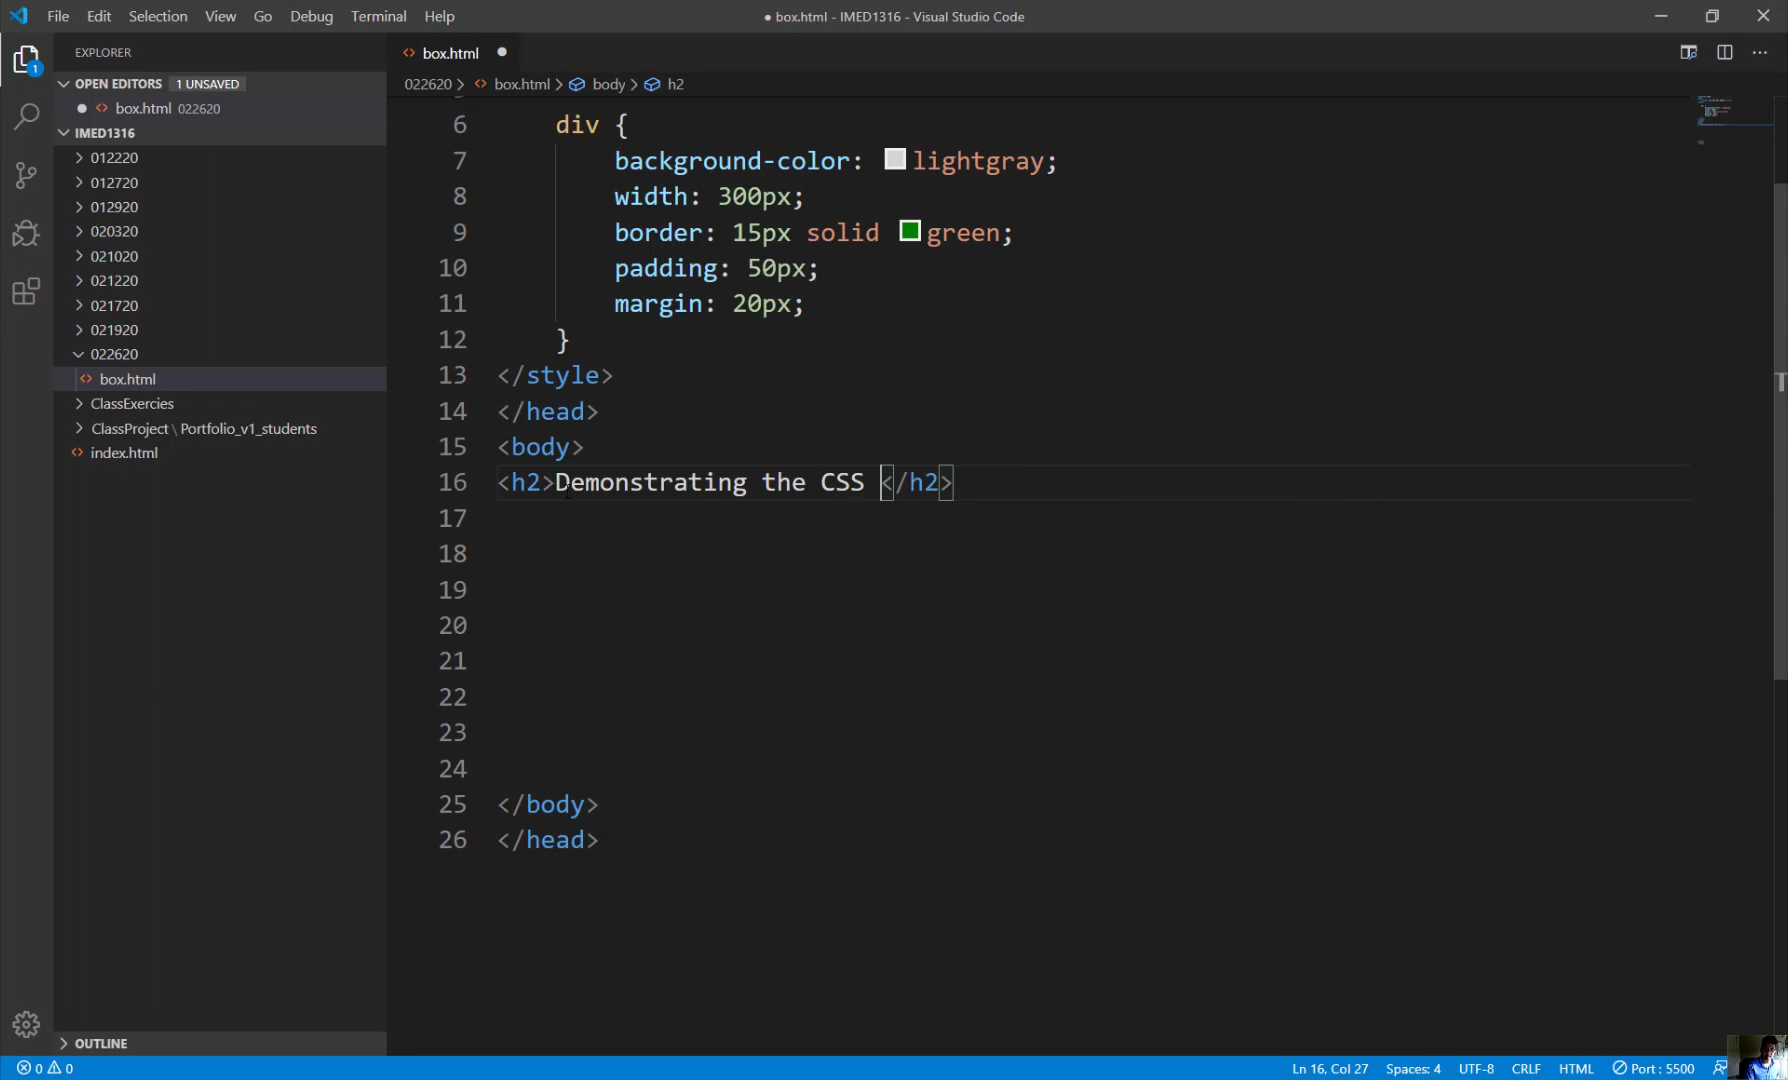 File Edit Selection View Go Debug Terminal Help
● box.html - IMED1316 - Visual Studio Code
EXPLORER
OPEN EDITORS 1 UNSAVED
box.html 022620
IMED1316
012220
012720
012920
020320
021020
021220
021720
021920
022620
box.html
ClassExercies
ClassProject \ Portfolio_v1_students
index.html
OUTLINE
1
box.html
022620 > box.html > body > h2
6 div {
7 background-color: lightgray;
8 width: 300px;
9 border: 15px solid green;
10 padding: 50px;
11 margin: 20px;
12 }
13 </style>
14 </head>
15 <body>
16 <h2>Demonstrating the CSS </h2>
17
18
19
20
21
22
23
24
25 </body>
26 </head>
0 0
Ln 16, Col 27 Spaces: 4 UTF-8 CRLF HTML Port : 5500